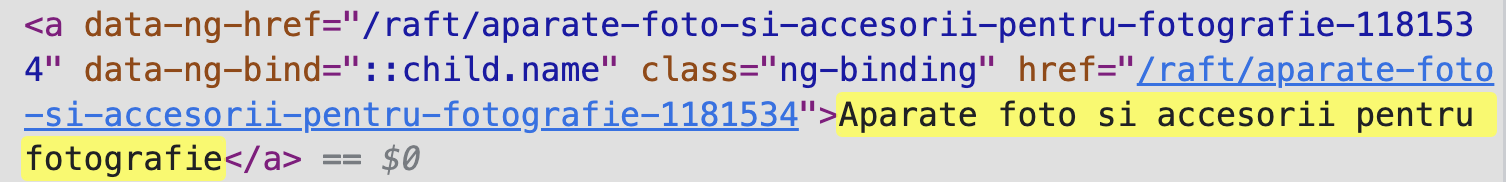 <a data-ng-href="/raft/aparate-foto-si-accesorii-pentru-fotografie-118153
4" data-ng-bind="::child.name" class="ng-binding" href="/raft/aparate-foto
-si-accesorii-pentru-fotografie-1181534">Aparate foto si accesorii pentru
fotografie</a> == $0